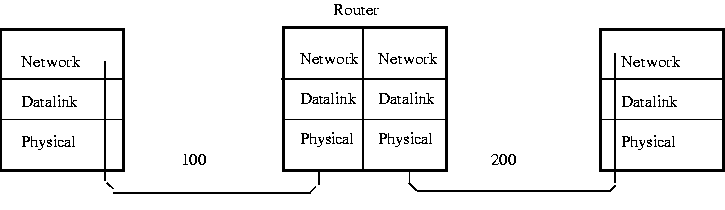 Router
Network
Datalink
Physical
Network Network
Datalink Datalink
Physical Physical
Network
Datalink
Physical
100
200